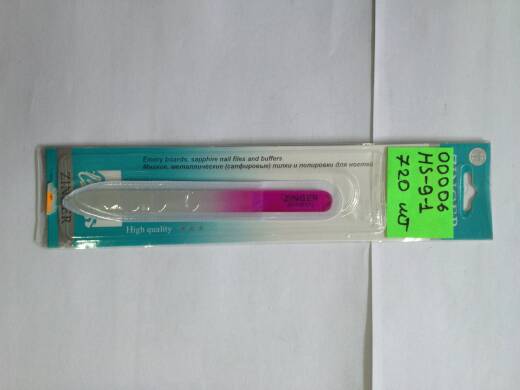 Emery boards, sapphire nail files and buffers
Мягкие, металлические (сапфировые) пилки и полировки для ногтей
ZINGER
ZINGER
High quality
00006
HS-9-1
720 шт